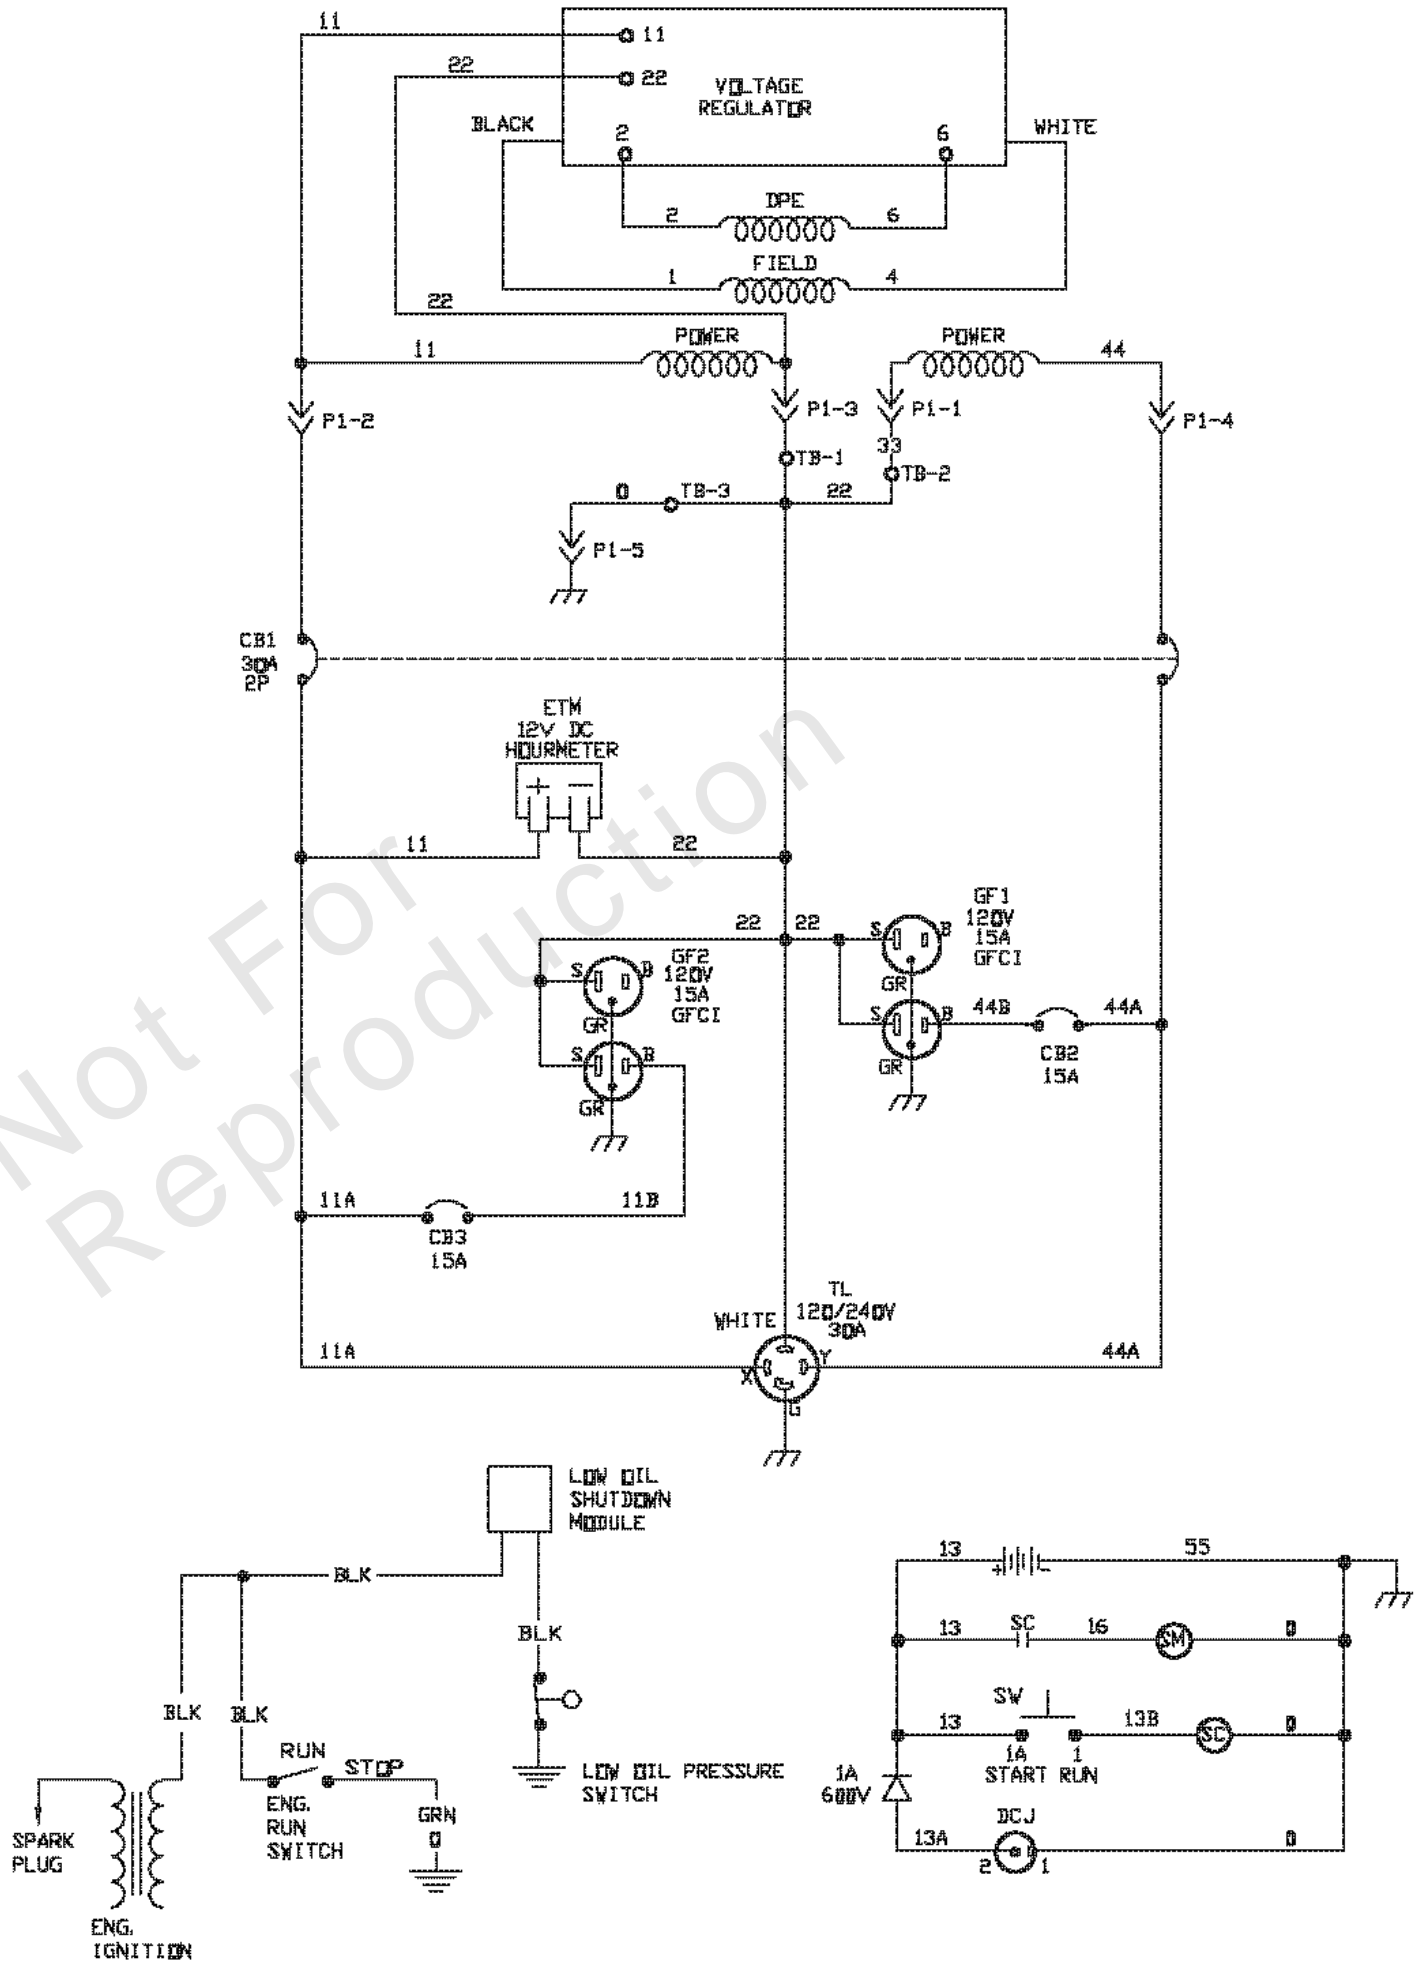 11
11
22
22
VOLTAGE
REGULATOR
BLACK
WHITE
2
6
DPE
2
6
FIELD
1
4
22
POWER
POWER
11
44
P1-2
P1-3
P1-1
P1-4
33
TB-1
TB-2
0
TB-3
22
P1-5
CB1
30A
2P
ETM
12V DC
HOURMETER
+ −
11
22
GF1
120V
15A
GFCI
22
22
S
B
GR
GF2
120V
15A
GFCI
S
B
GR
S
B
44B
44A
GR
CB2
15A
S
B
GR
11A
11B
CB3
15A
TL
120/240V
30A
WHITE
11A
X
Y
44A
G
LOW OIL
SHUTDOWN
MODULE
BLK
BLK
BLK
BLK
RUN
STOP
ENG.
RUN
SWITCH
GRN
0
LOW OIL PRESSURE
SWITCH
SPARK
PLUG
ENG.
IGNITION
13
+
-
55
13
SC
16
SM
0
SW
13
13B
SC
0
1A
1
START RUN
1A
600V
DCJ
13A
2
1
0
Not For
Reproduction